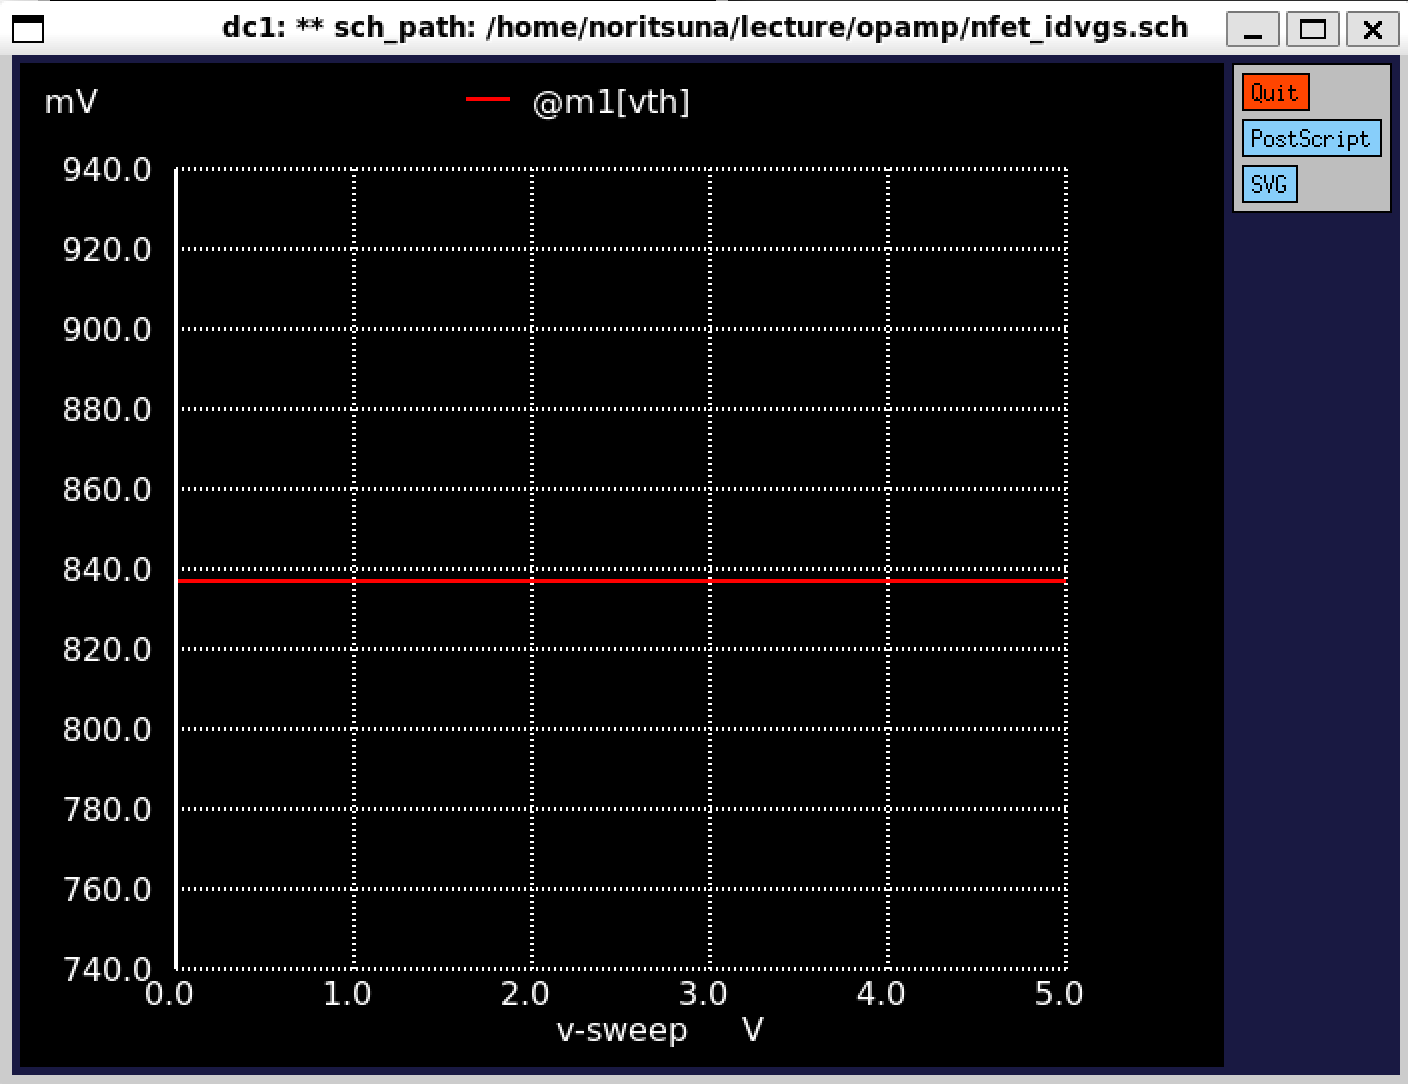 dc1: ** sch_path: /home/noritsuna/lecture/opamp/nfet_idvgs.sch
Quit
PostScript
SVG
mV
@m1[vth]
940.0
920.0
900.0
880.0
860.0
840.0
820.0
800.0
780.0
760.0
740.0
0.0 1.0 2.0 3.0 4.0 5.0
v-sweep V